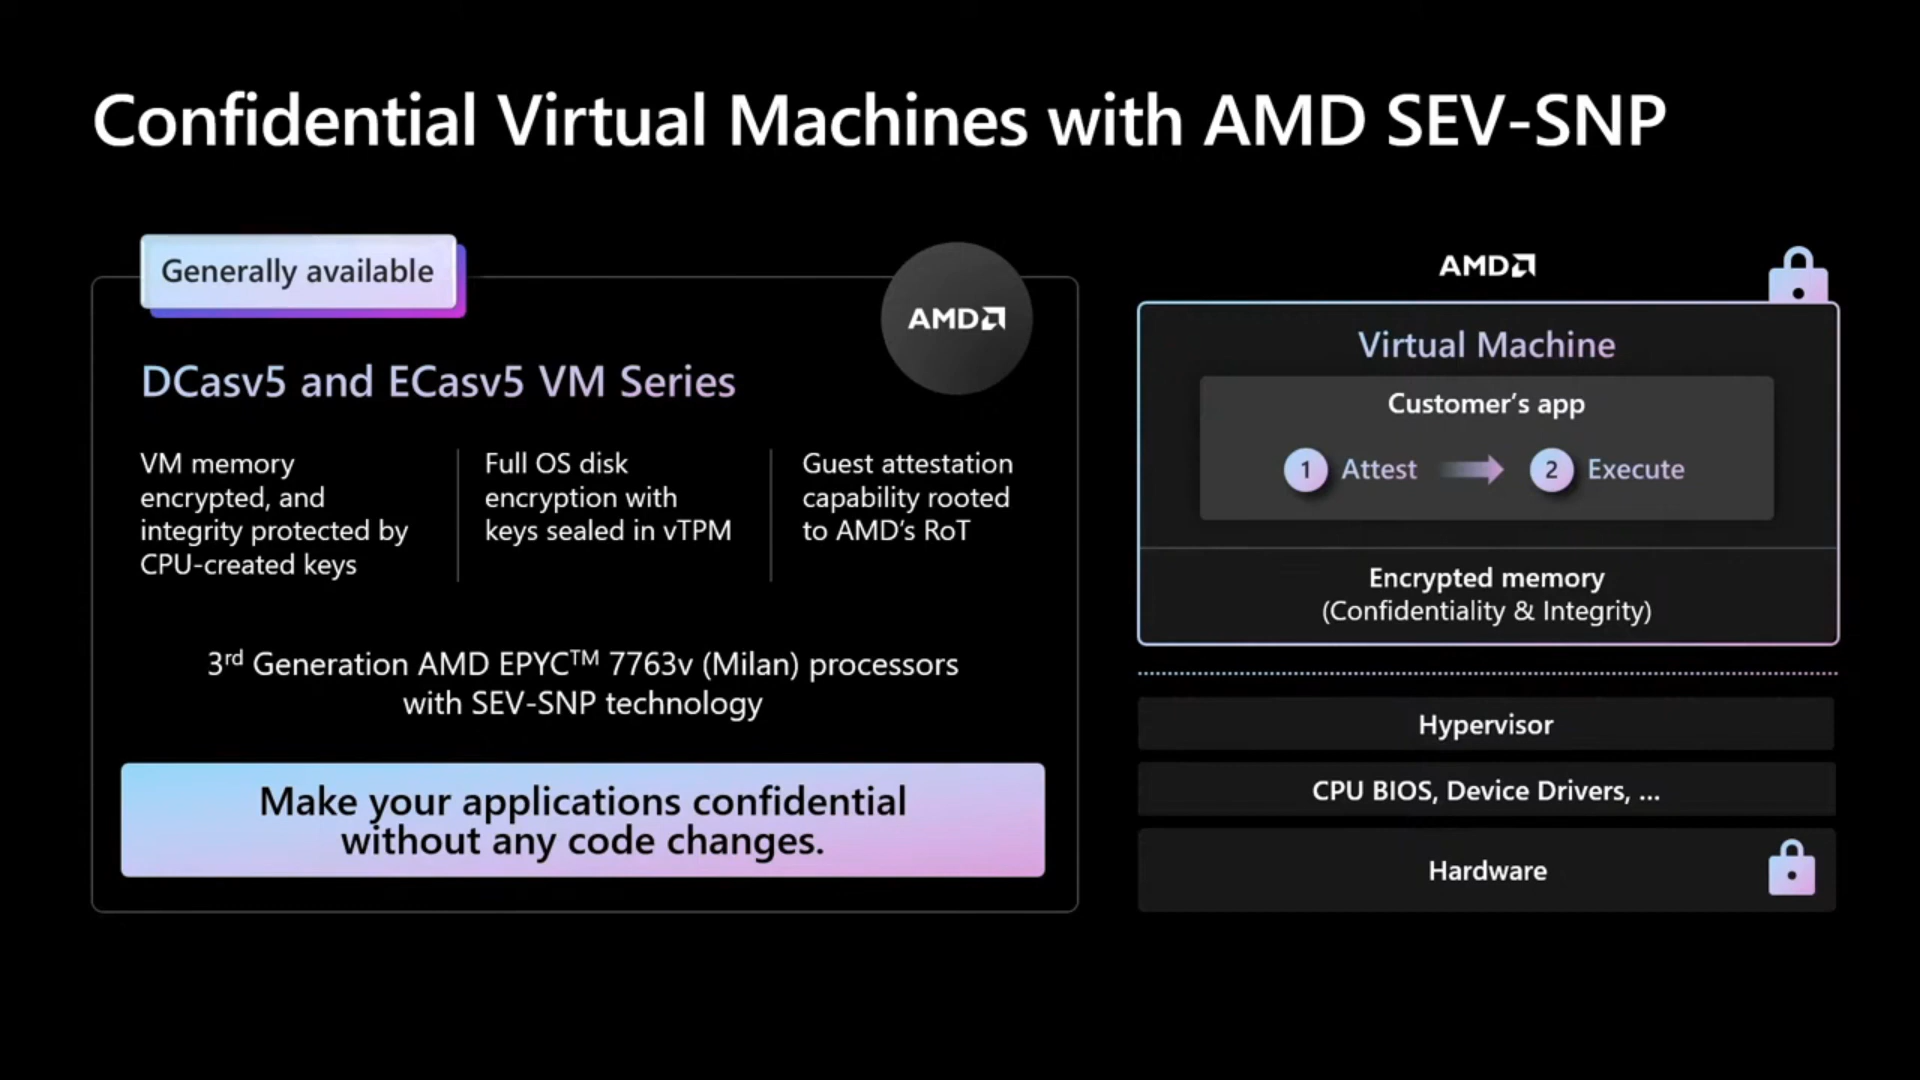 Confidential Virtual Machines with AMD SEV-SNP
Generally available
AMD
DCasv5 and ECasv5 VM Series
VM memory
encrypted, and
integrity protected by
CPU-created keys
Full OS disk
encryption with
keys sealed in vTPM
Guest attestation
capability rooted
to AMD’s RoT
3rd Generation AMD EPYC™ 7763v (Milan) processors
with SEV-SNP technology
Make your applications confidential
without any code changes.
AMD
Virtual Machine
Customer’s app
1 Attest 2 Execute
Encrypted memory
(Confidentiality & Integrity)
Hypervisor
CPU BIOS, Device Drivers, ...
Hardware